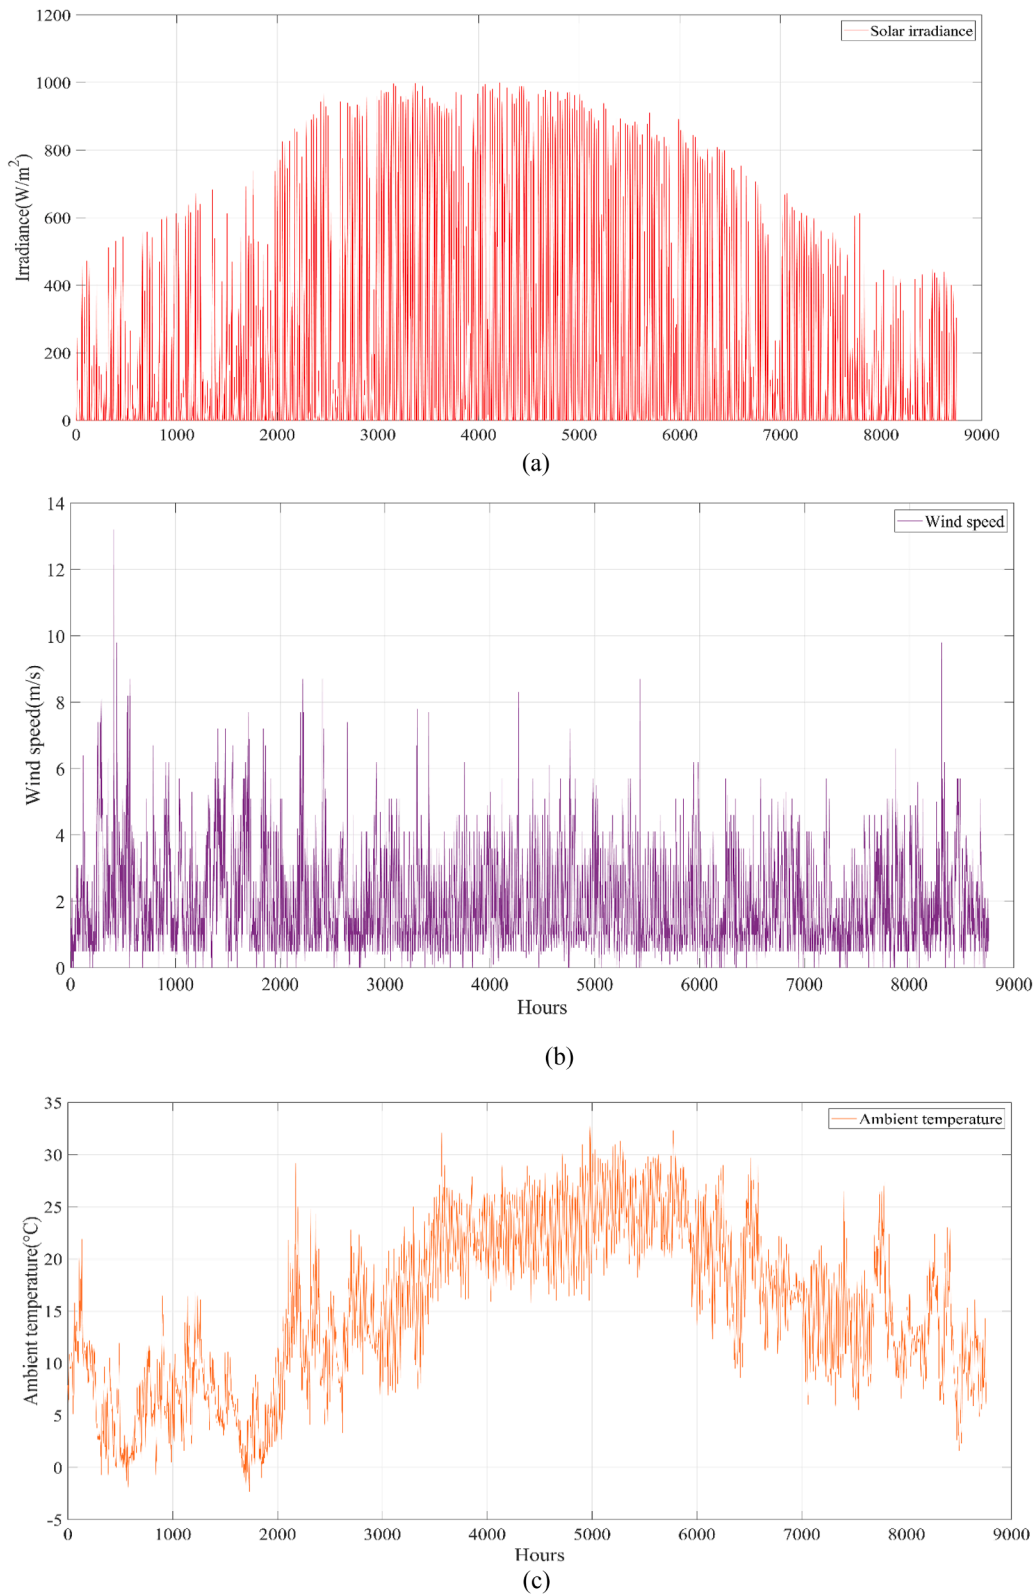 1200
Solar irradiance
1000
800
600
400
200
0
Irradiance(W/m²)
0 1000 2000 3000 4000 5000 6000 7000 8000 9000
(a)
14
Wind speed
12
10
8
6
4
2
0
Wind speed(m/s)
0 1000 2000 3000 4000 5000 6000 7000 8000 9000
Hours
(b)
35
Ambient temperature
30
25
20
15
10
5
0
-5
Ambient temperature(°C)
0 1000 2000 3000 4000 5000 6000 7000 8000 9000
Hours
(c)